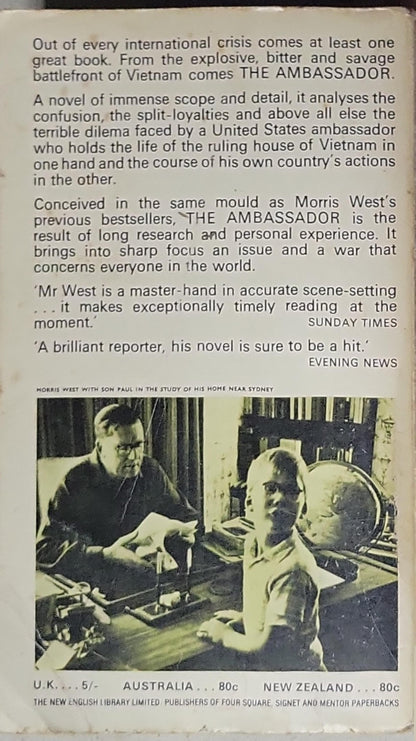 Out of every international crisis comes at least one
great book. From the explosive, bitter and savage
battlefront of Vietnam comes THE AMBASSADOR.
A novel of immense scope and detail, it analyses the
confusion, the split-loyalties and above all else the
terrible dilema faced by a United States ambassador
who holds the life of the ruling house of Vietnam in
one hand and the course of his own country's actions
in the other.
Conceived in the same mould as Morris West's
previous bestsellers, THE AMBASSADOR is the
result of long research and personal experience. It
brings into sharp focus an issue and a war that
concerns everyone in the world.
'Mr West is a master-hand in accurate scene-setting
... it makes exceptionally timely reading at the
moment.' SUNDAY TIMES
'A brilliant reporter, his novel is sure to be a hit.'
EVENING NEWS
MORRIS WEST WITH SON PAUL IN THE STUDY OF HIS HOME NEAR SYDNEY
U.K.... 5/- AUSTRALIA... 80c NEW ZEALAND... 80c
THE NEW ENGLISH LIBRARY LIMITED PUBLISHERS OF FOUR SQUARE, SIGNET AND MENTOR PAPERBACKS